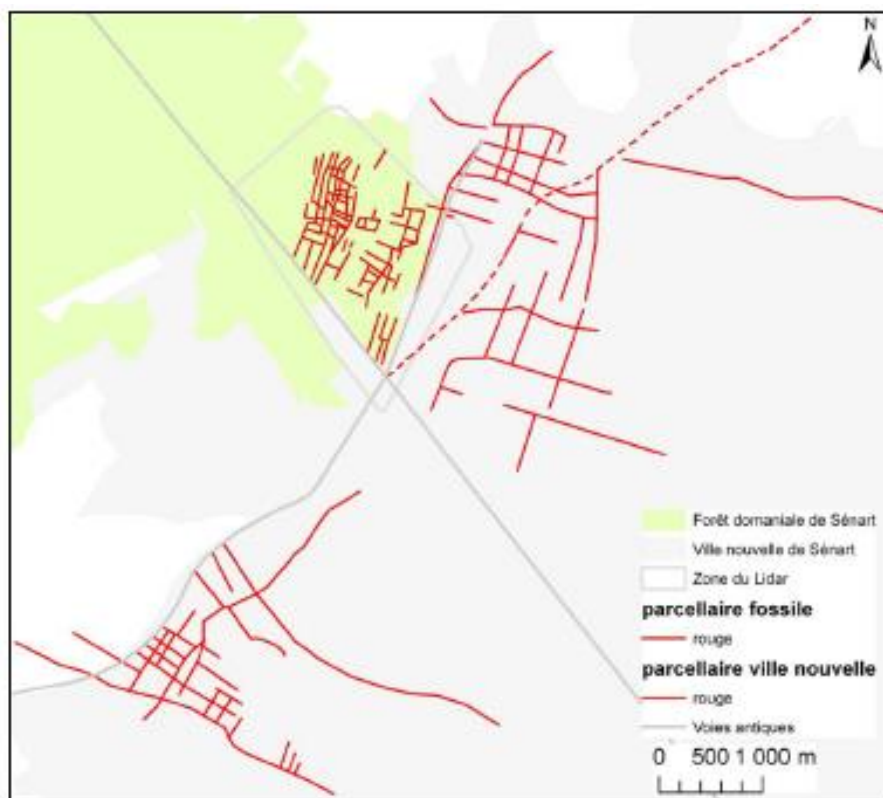 N
Forêt domaniale de Sénart
Ville nouvelle de Sénart
Zone du Lidar
parcellaire fossile
rouge
parcellaire ville nouvelle
rouge
Voies antiques
0 500 1 000 m